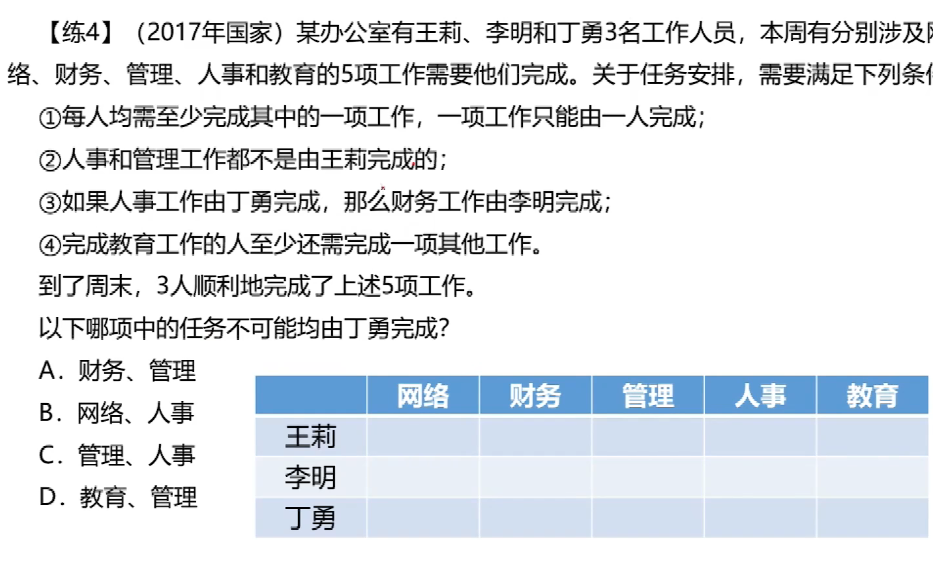 【练4】（2017年国家）某办公室有王莉、李明和丁勇3名工作人员，本周有分别涉及
络、财务、管理、人事和教育的5项工作需要他们完成。关于任务安排，需要满足下列条
①每人均需至少完成其中的一项工作，一项工作只能由一人完成；
②人事和管理工作都不是由王莉完成的；
③如果人事工作由丁勇完成，那么财务工作由李明完成；
④完成教育工作的人至少还需完成一项其他工作。
到了周末，3人顺利地完成了上述5项工作。
以下哪项中的任务不可能均由丁勇完成？
A．财务、管理
B．网络、人事
C．管理、人事
D．教育、管理
网络 财务 管理 人事 教育
王莉
李明
丁勇